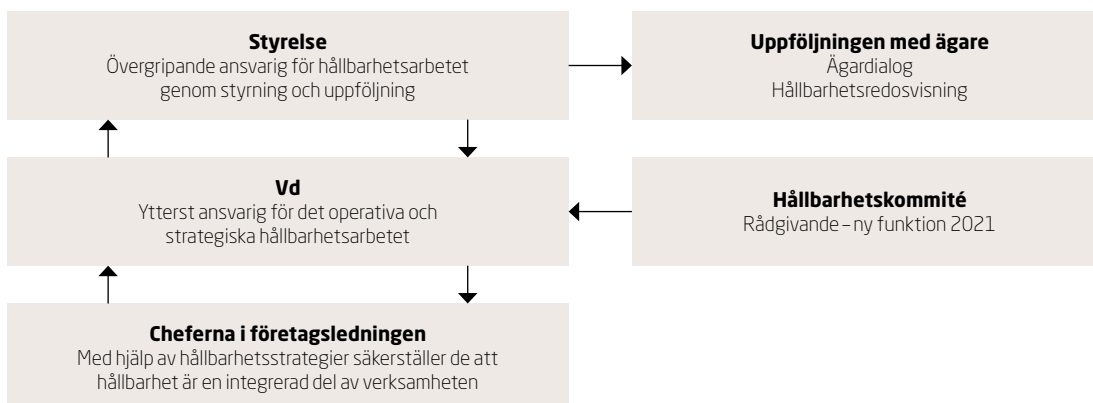 Styrelse
Övergripande ansvarig för hållbarhetsarbetet
genom styrning och uppföljning
Uppföljningen med ägare
Ägardialog
Hållbarhetsredosvisning
Vd
Ytterst ansvarig för det operativa och
strategiska hållbarhetsarbetet
Hållbarhetskommité
Rådgivande – ny funktion 2021
Cheferna i företagsledningen
Med hjälp av hållbarhetsstrategier säkerställer de att
hållbarhet är en integrerad del av verksamheten